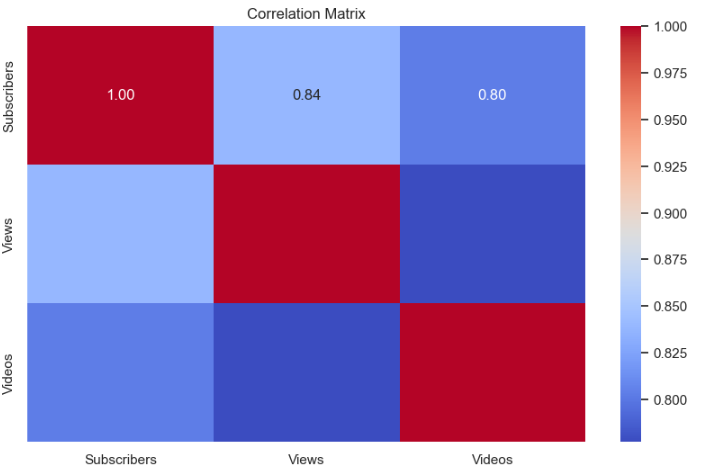 Correlation Matrix
Subscribers
1.00 0.84 0.80
Views
Videos
Subscribers Views Videos
1.000
0.975
0.950
0.925
0.900
0.875
0.850
0.825
0.800